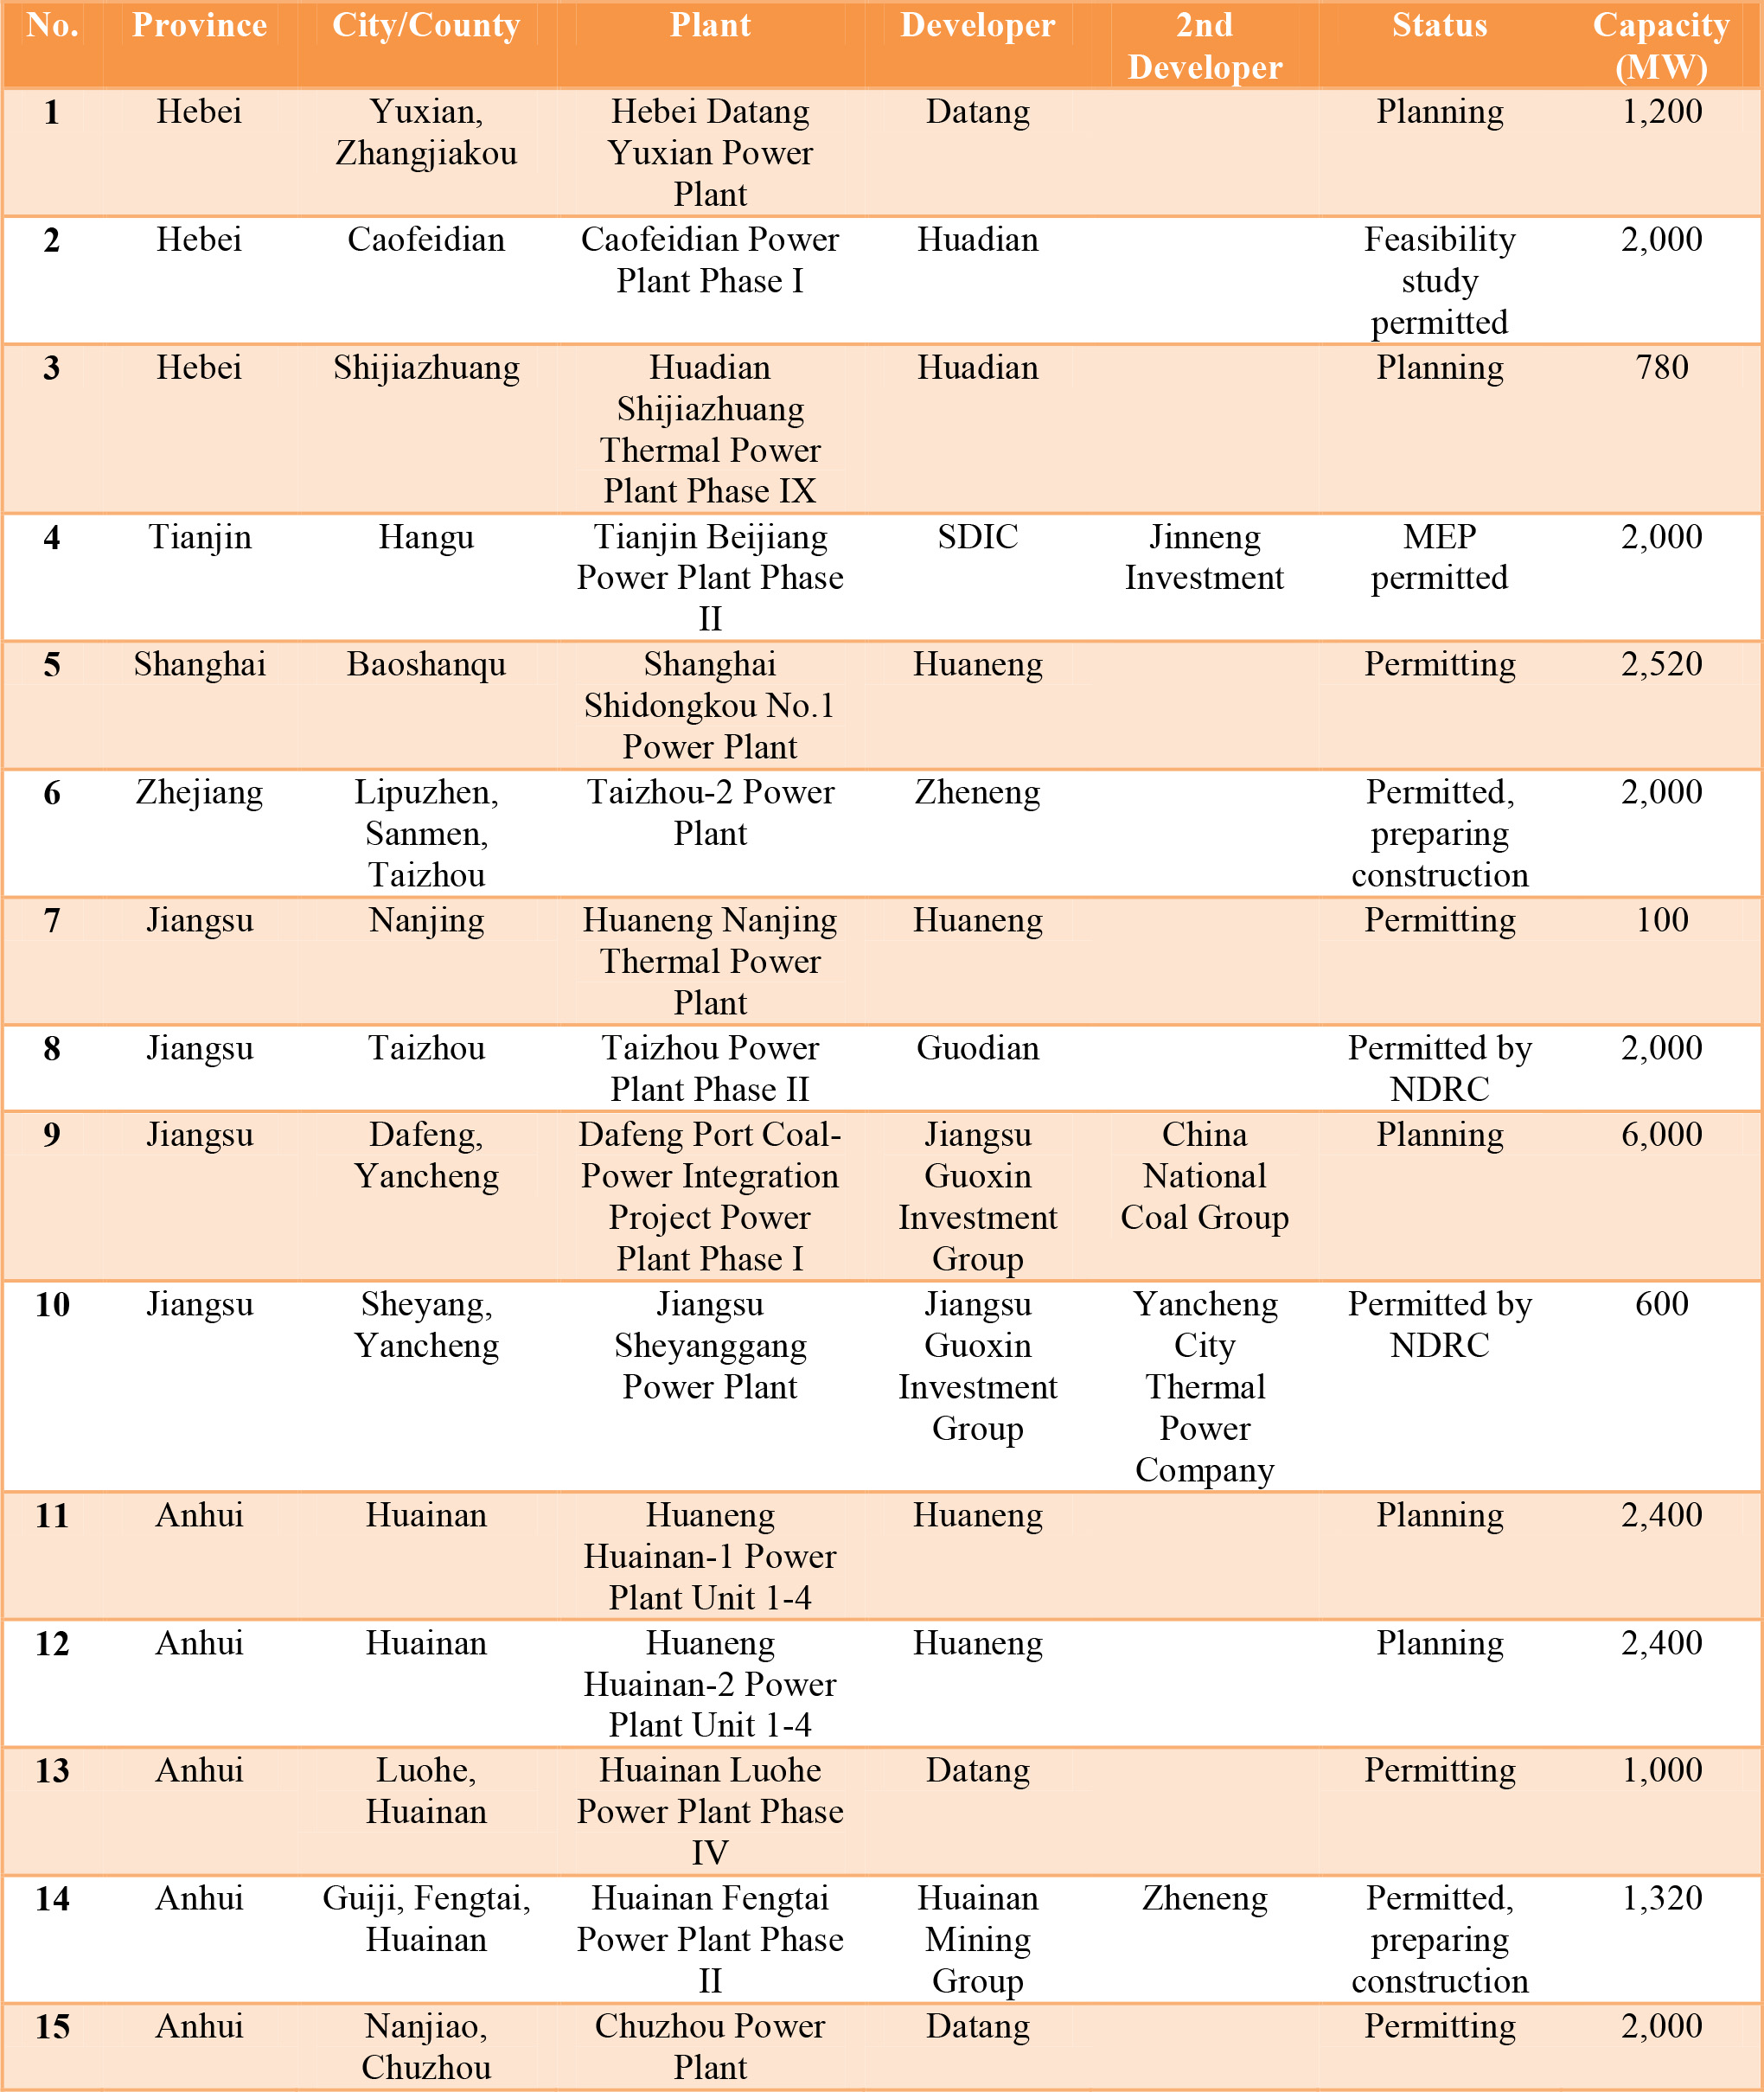 No. Province City/County Plant Developer 2nd Developer Status Capacity (MW)
1 Hebei Yuxian, Zhangjiakou Hebei Datang Yuxian Power Plant Datang Planning 1,200
2 Hebei Caofeidian Caofeidian Power Plant Phase I Huadian Feasibility study permitted 2,000
3 Hebei Shijiazhuang Huadian Shijiazhuang Thermal Power Plant Phase IX Huadian Planning 780
4 Tianjin Hangu Tianjin Beijiang Power Plant Phase II SDIC Jinneng Investment MEP permitted 2,000
5 Shanghai Baoshanqu Shanghai Shidongkou No.1 Power Plant Huaneng Permitting 2,520
6 Zhejiang Lipuzhen, Sanmen, Taizhou Taizhou-2 Power Plant Zheneng Permitted, preparing construction 2,000
7 Jiangsu Nanjing Huaneng Nanjing Thermal Power Plant Huaneng Permitting 100
8 Jiangsu Taizhou Taizhou Power Plant Phase II Guodian Permitted by NDRC 2,000
9 Jiangsu Dafeng, Yancheng Dafeng Port Coal-Power Integration Project Power Plant Phase I Jiangsu Guoxin Investment Group China National Coal Group Planning 6,000
10 Jiangsu Sheyang, Yancheng Jiangsu Sheyanggang Power Plant Jiangsu Guoxin Investment Group Yancheng City Thermal Power Company Permitted by NDRC 600
11 Anhui Huainan Huaneng Huainan-1 Power Plant Unit 1-4 Huaneng Planning 2,400
12 Anhui Huainan Huaneng Huainan-2 Power Plant Unit 1-4 Huaneng Planning 2,400
13 Anhui Luohe, Huainan Huainan Luohe Power Plant Phase IV Datang Permitting 1,000
14 Anhui Guiji, Fengtai, Huainan Huainan Fengtai Power Plant Phase II Huainan Mining Group Zheneng Permitted, preparing construction 1,320
15 Anhui Nanjiao, Chuzhou Chuzhou Power Plant Datang Permitting 2,000